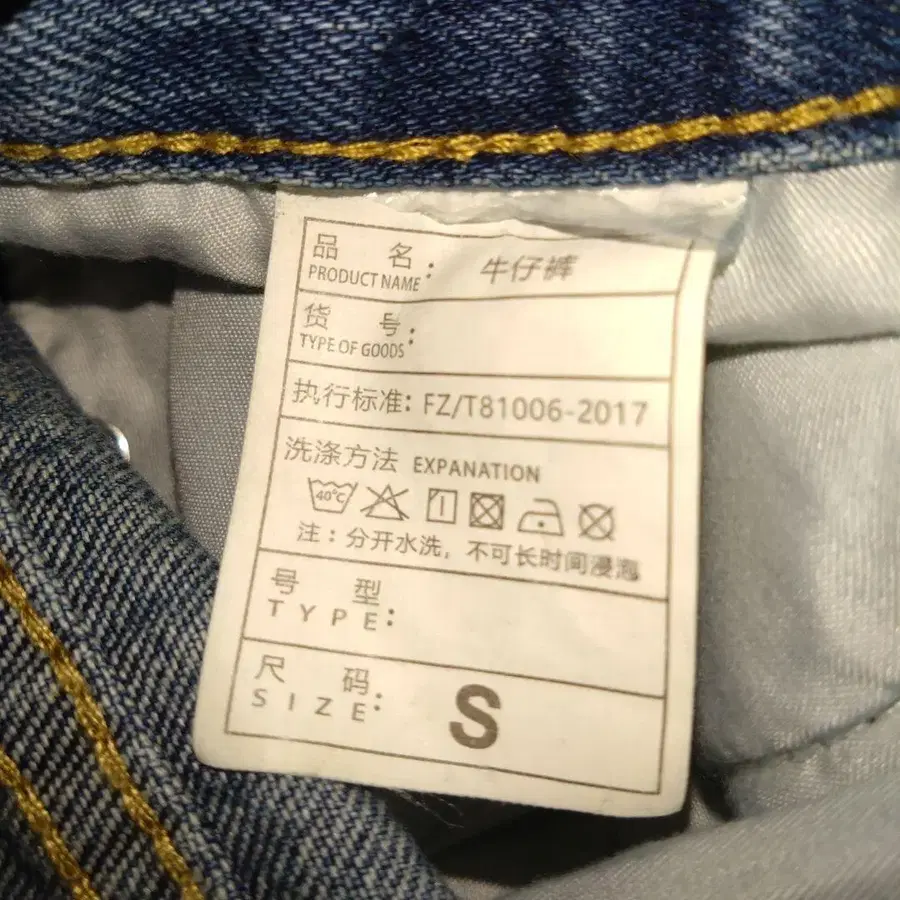 品 名： 牛仔裤
PRODUCT NAME
货 号：
TYPE OF GOODS
执行标准: FZ/T81006-2017
洗涤方法 EXPANATION
40℃
注：分开水洗，不可长时间浸泡
号 型
TYPE:
尺 码
SIZE: S